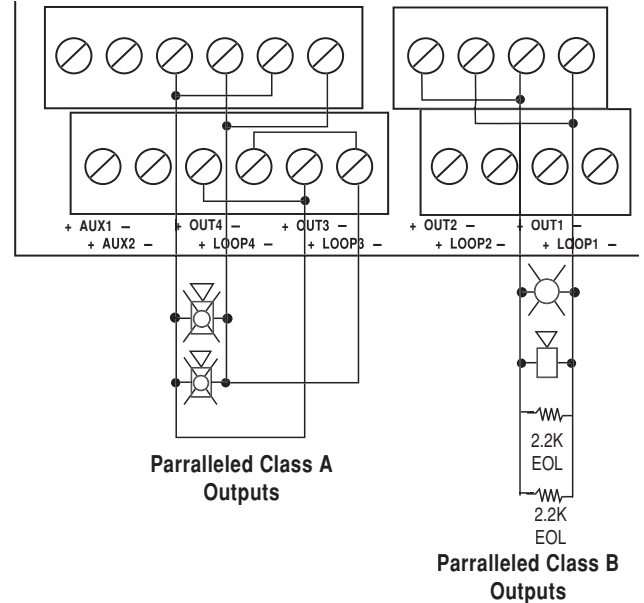 + AUX1 − + OUT4 − + OUT3 − + OUT2 − + OUT1 −
+ AUX2 − + LOOP4 − + LOOP3 − + LOOP2 − + LOOP1 −
2.2K
EOL
2.2K
EOL
Parralleled Class A
Outputs
Parralleled Class B
Outputs